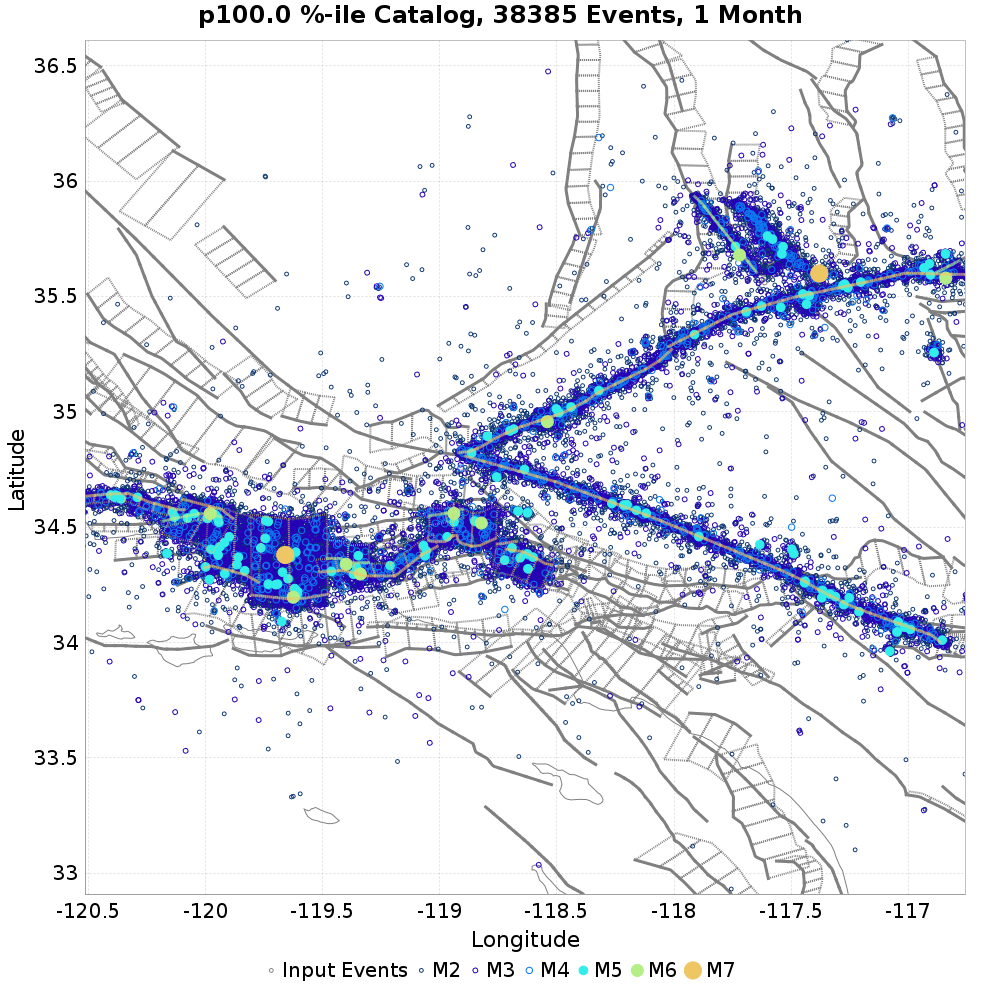 p100.0 %-ile Catalog, 38385 Events, 1 Month
36.5
36
35.5
35
34.5
34
33.5
33
Latitude
-120.5 -120 -119.5 -119 -118.5 -118 -117.5 -117
Longitude
Input Events M2 M3 M4 M5 M6 M7